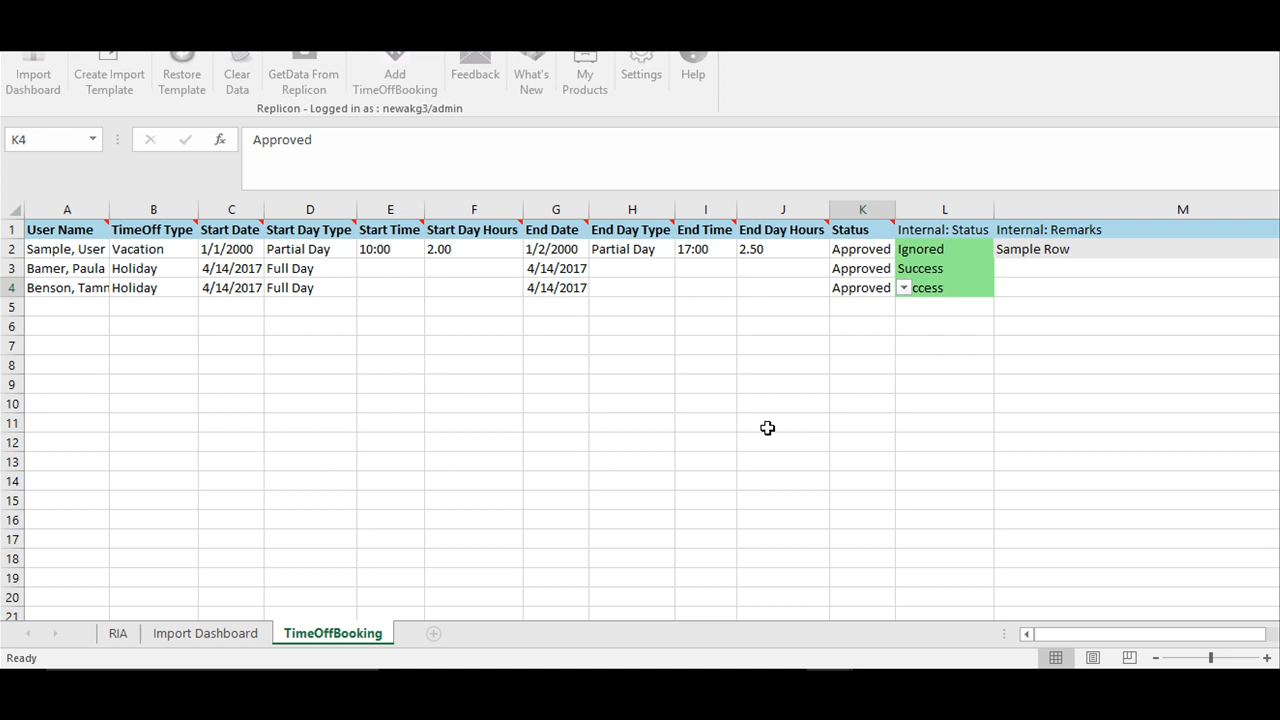 Import Dashboard
Create Import Template
Restore Template
Clear Data
GetData From Replicon
Add TimeOffBooking
Feedback
What's New
My Products
Settings
Help
Replicon - Logged in as : newakg3/admin
K4 fx Approved
A B C D E F G H I J K L M
1 User Name TimeOff Type Start Date Start Day Type Start Time Start Day Hours End Date End Day Type End Time End Day Hours Status Internal: Status Internal: Remarks
2 Sample, User Vacation 1/1/2000 Partial Day 10:00 2.00 1/2/2000 Partial Day 17:00 2.50 Approved Ignored Sample Row
3 Bamer, Paula Holiday 4/14/2017 Full Day 4/14/2017 Approved Success
4 Benson, Tamm Holiday 4/14/2017 Full Day 4/14/2017 Approved ccess
5
6
7
8
9
10
11
12
13
14
15
16
17
18
19
20
21
RIA Import Dashboard TimeOffBooking
Ready